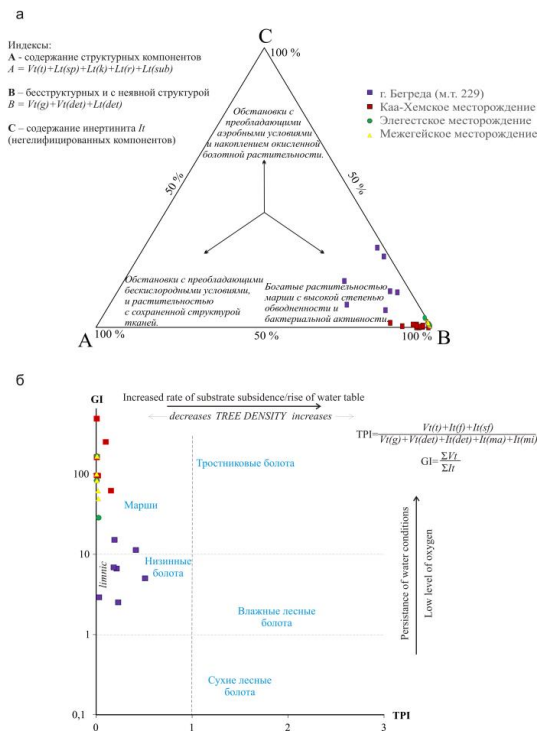 а
Индексы:
А - содержание структурных компонентов
A = Vt(t)+Lt(sp)+Lt(k)+Lt(r)+Lt(sub)
В – бесструктурных и с неявной структурой
B = Vt(g)+Vt(det)+Lt(det)
С – содержание инертинита It
(негелифицированных компонентов)
C
100 %
г. Бегреда (м.т. 229)
Каа-Хемское месторождение
Элегестское месторождение
Межегейское месторождение
Обстановки с
преобладающими
аэробными условиями
и накоплением окисленной
болотной растительности.
50 %
50 %
Обстановки с преобладающими
бескислородными условиями,
и растительностью
с сохраненной структурой
тканей.
Богатые растительностью
марши с высокой степенью
обводненности и
бактериальной активности.
A
100 %
50 %
100 %
B
б
GI
Increased rate of substrate subsidence/rise of water table
decreases TREE DENSITY increases
TPI=
Vt(t)+It(f)+It(sf)
Vt(g)+Vt(det)+It(det)+It(ma)+It(mi)
GI=
ΣVt
ΣIt
100
10
1
0,1
Тростниковые болота
Марши
limnic
Низинные
болота
Влажные лесные
болота
Сухие лесные
болота
Persistance of water conditions
Low level of oxygen
0
1
2
3
TPI